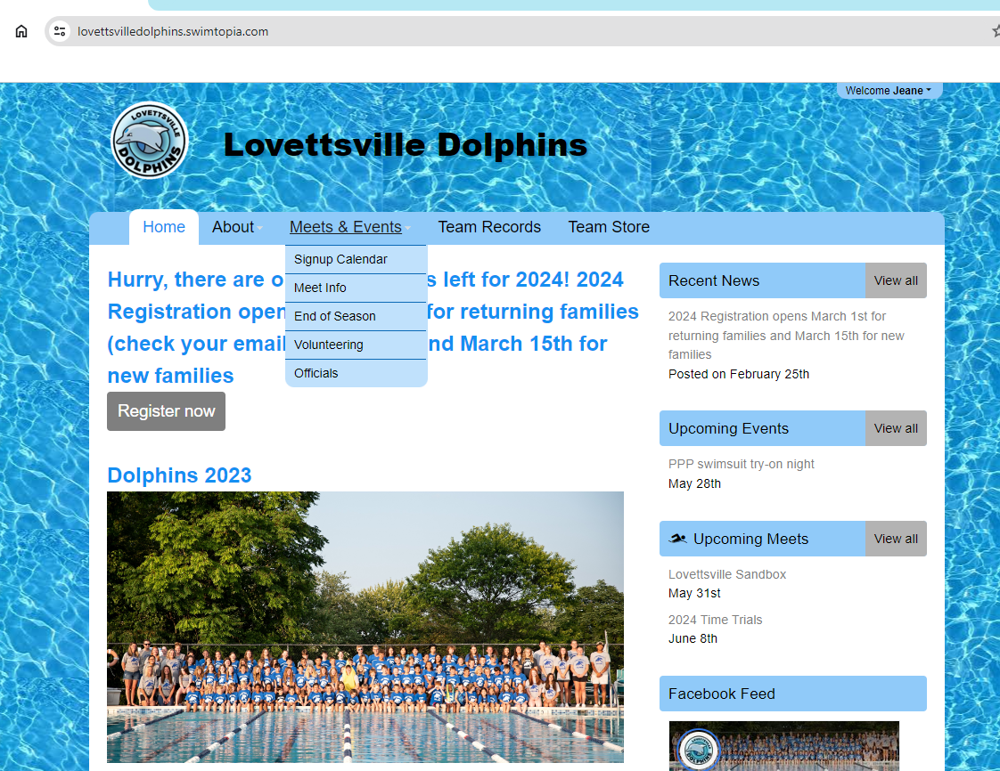 lovettsvilledolphins.swimtopia.com
Welcome Jeane
LOVETTSVILLE
DOLPHINS
Lovettsville Dolphins
Home
About
Meets & Events
Team Records
Team Store
Signup Calendar
Meet Info
End of Season
Volunteering
Officials
Hurry, there are o s left for 2024! 2024
Registration open for returning families
(check your email nd March 15th for
new families
Register now
Dolphins 2023
Recent News
View all
2024 Registration opens March 1st for
returning families and March 15th for new
families
Posted on February 25th
Upcoming Events
View all
PPP swimsuit try-on night
May 28th
Upcoming Meets
View all
Lovettsville Sandbox
May 31st
2024 Time Trials
June 8th
Facebook Feed
LOVETTSVILLE
DOLPHINS